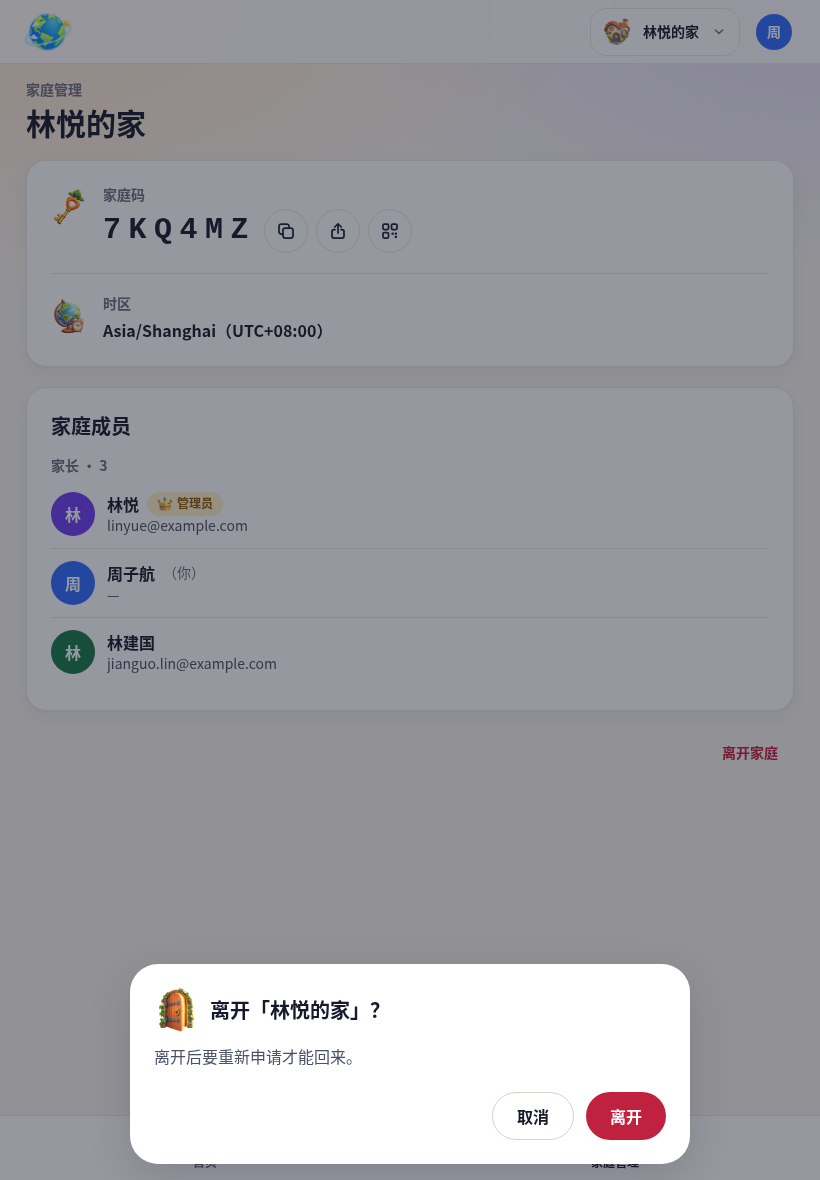 林悦的家
周
家庭管理
林悦的家
家庭码
7KQ4MZ
时区
Asia/Shanghai（UTC+08:00）
家庭成员
家长 · 3
林
林悦
管理员
linyue@example.com
周
周子航
（你）
—
林
林建国
jianguo.lin@example.com
离开家庭
离开「林悦的家」？
离开后要重新申请才能回来。
取消
离开